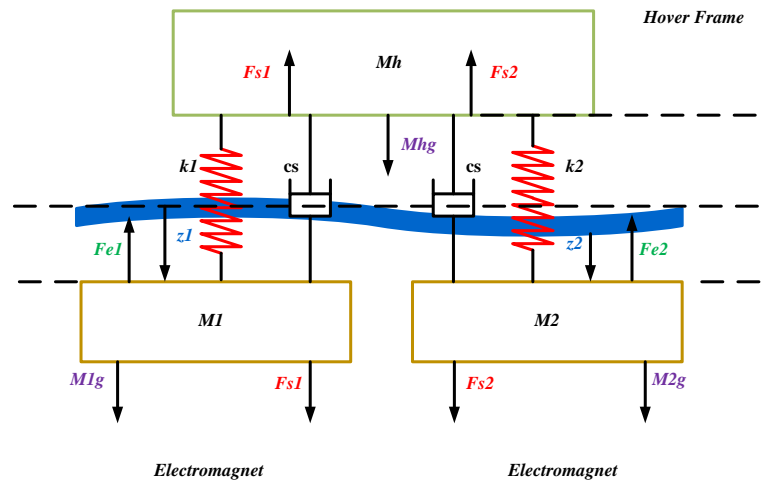 Hover Frame
Mh
Fs1
Fs2
Mhg
k1
cs
cs
k2
Fe1
z1
z2
Fe2
M1
M2
M1g
Fs1
Fs2
M2g
Electromagnet
Electromagnet